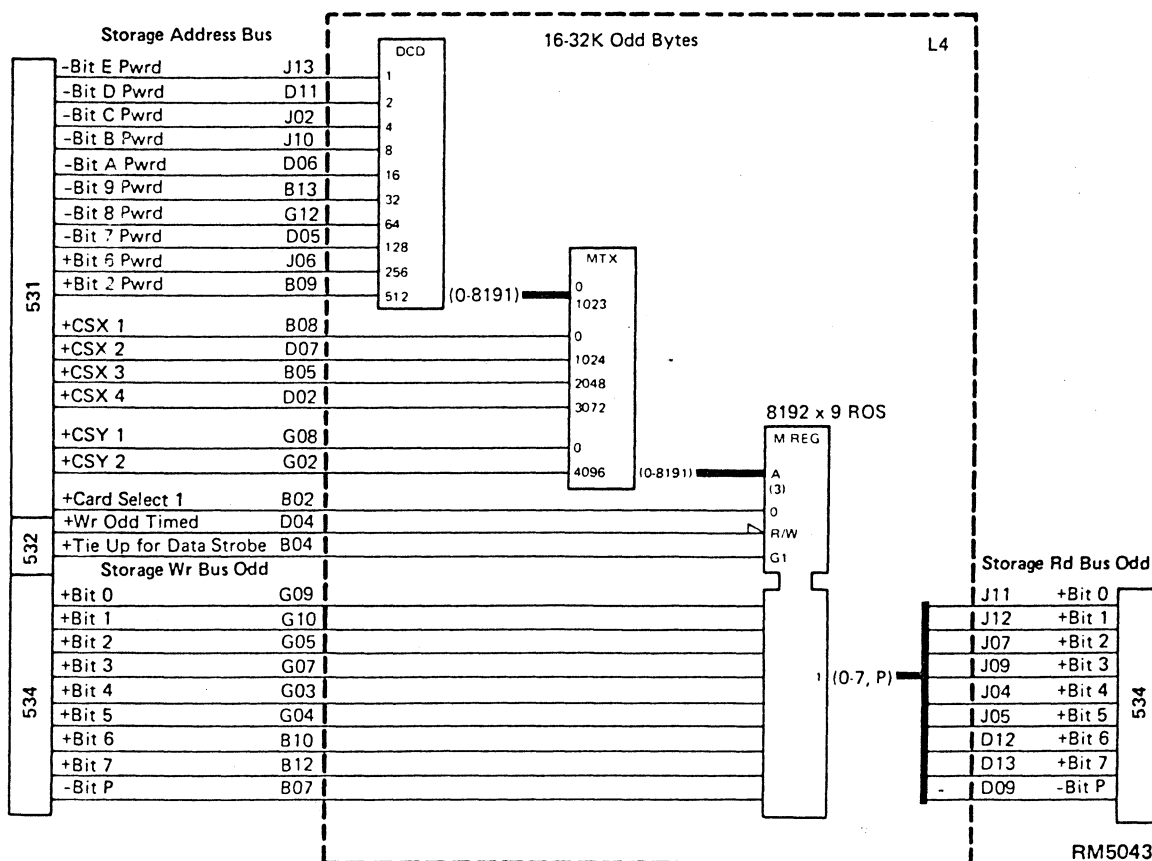 Storage Address Bus
16-32K Odd Bytes
L4
DCD
-Bit E Pwrd J13 1
-Bit D Pwrd D11 2
-Bit C Pwrd J02 4
-Bit B Pwrd J10 8
-Bit A Pwrd D06 16
-Bit 9 Pwrd B13 32
-Bit 8 Pwrd G12 64
-Bit 7 Pwrd D05 128
+Bit 6 Pwrd J06 256
+Bit 2 Pwrd B09 512
(0-8191)
MTX
0
1023
531
+CSX 1 B08 0
+CSX 2 D07 1024
+CSX 3 B05 2048
+CSX 4 D02 3072
+CSY 1 G08 0
+CSY 2 G02 4096
(0-8191)
8192 x 9 ROS
M REG
A
(3)
+Card Select 1 B02 0
532
+Wr Odd Timed D04 R/W
+Tie Up for Data Strobe B04 G1
Storage Wr Bus Odd
Storage Rd Bus Odd
534
+Bit 0 G09
+Bit 1 G10
+Bit 2 G05
+Bit 3 G07
+Bit 4 G03
+Bit 5 G04
+Bit 6 B10
+Bit 7 B12
-Bit P B07
1 (0-7, P)
J11 +Bit 0
J12 +Bit 1
J07 +Bit 2
J09 +Bit 3
J04 +Bit 4
J05 +Bit 5
D12 +Bit 6
D13 +Bit 7
- D09 -Bit P
534
RM5043